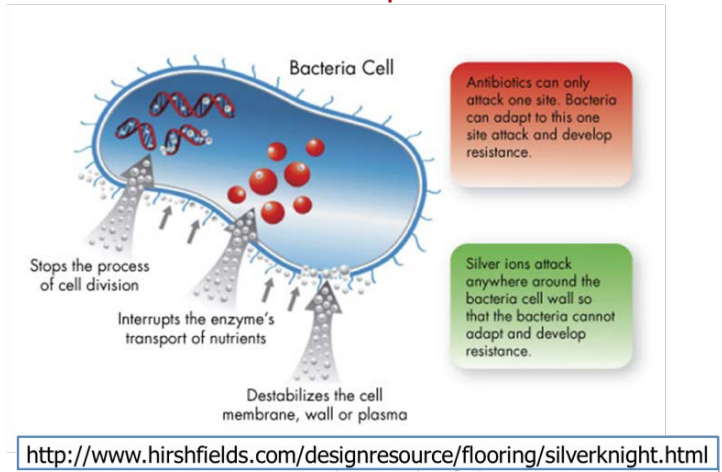 Bacteria Cell
Antibiotics can only
attack one site. Bacteria
can adapt to this one
site attack and develop
resistance.
Stops the process
of cell division
Interrupts the enzyme's
transport of nutrients
Destabilizes the cell
membrane, wall or plasma
Silver ions attack
anywhere around the
bacteria cell wall so
that the bacteria cannot
adapt and develop
resistance.
http://www.hirshfields.com/designresource/flooring/silverknight.html